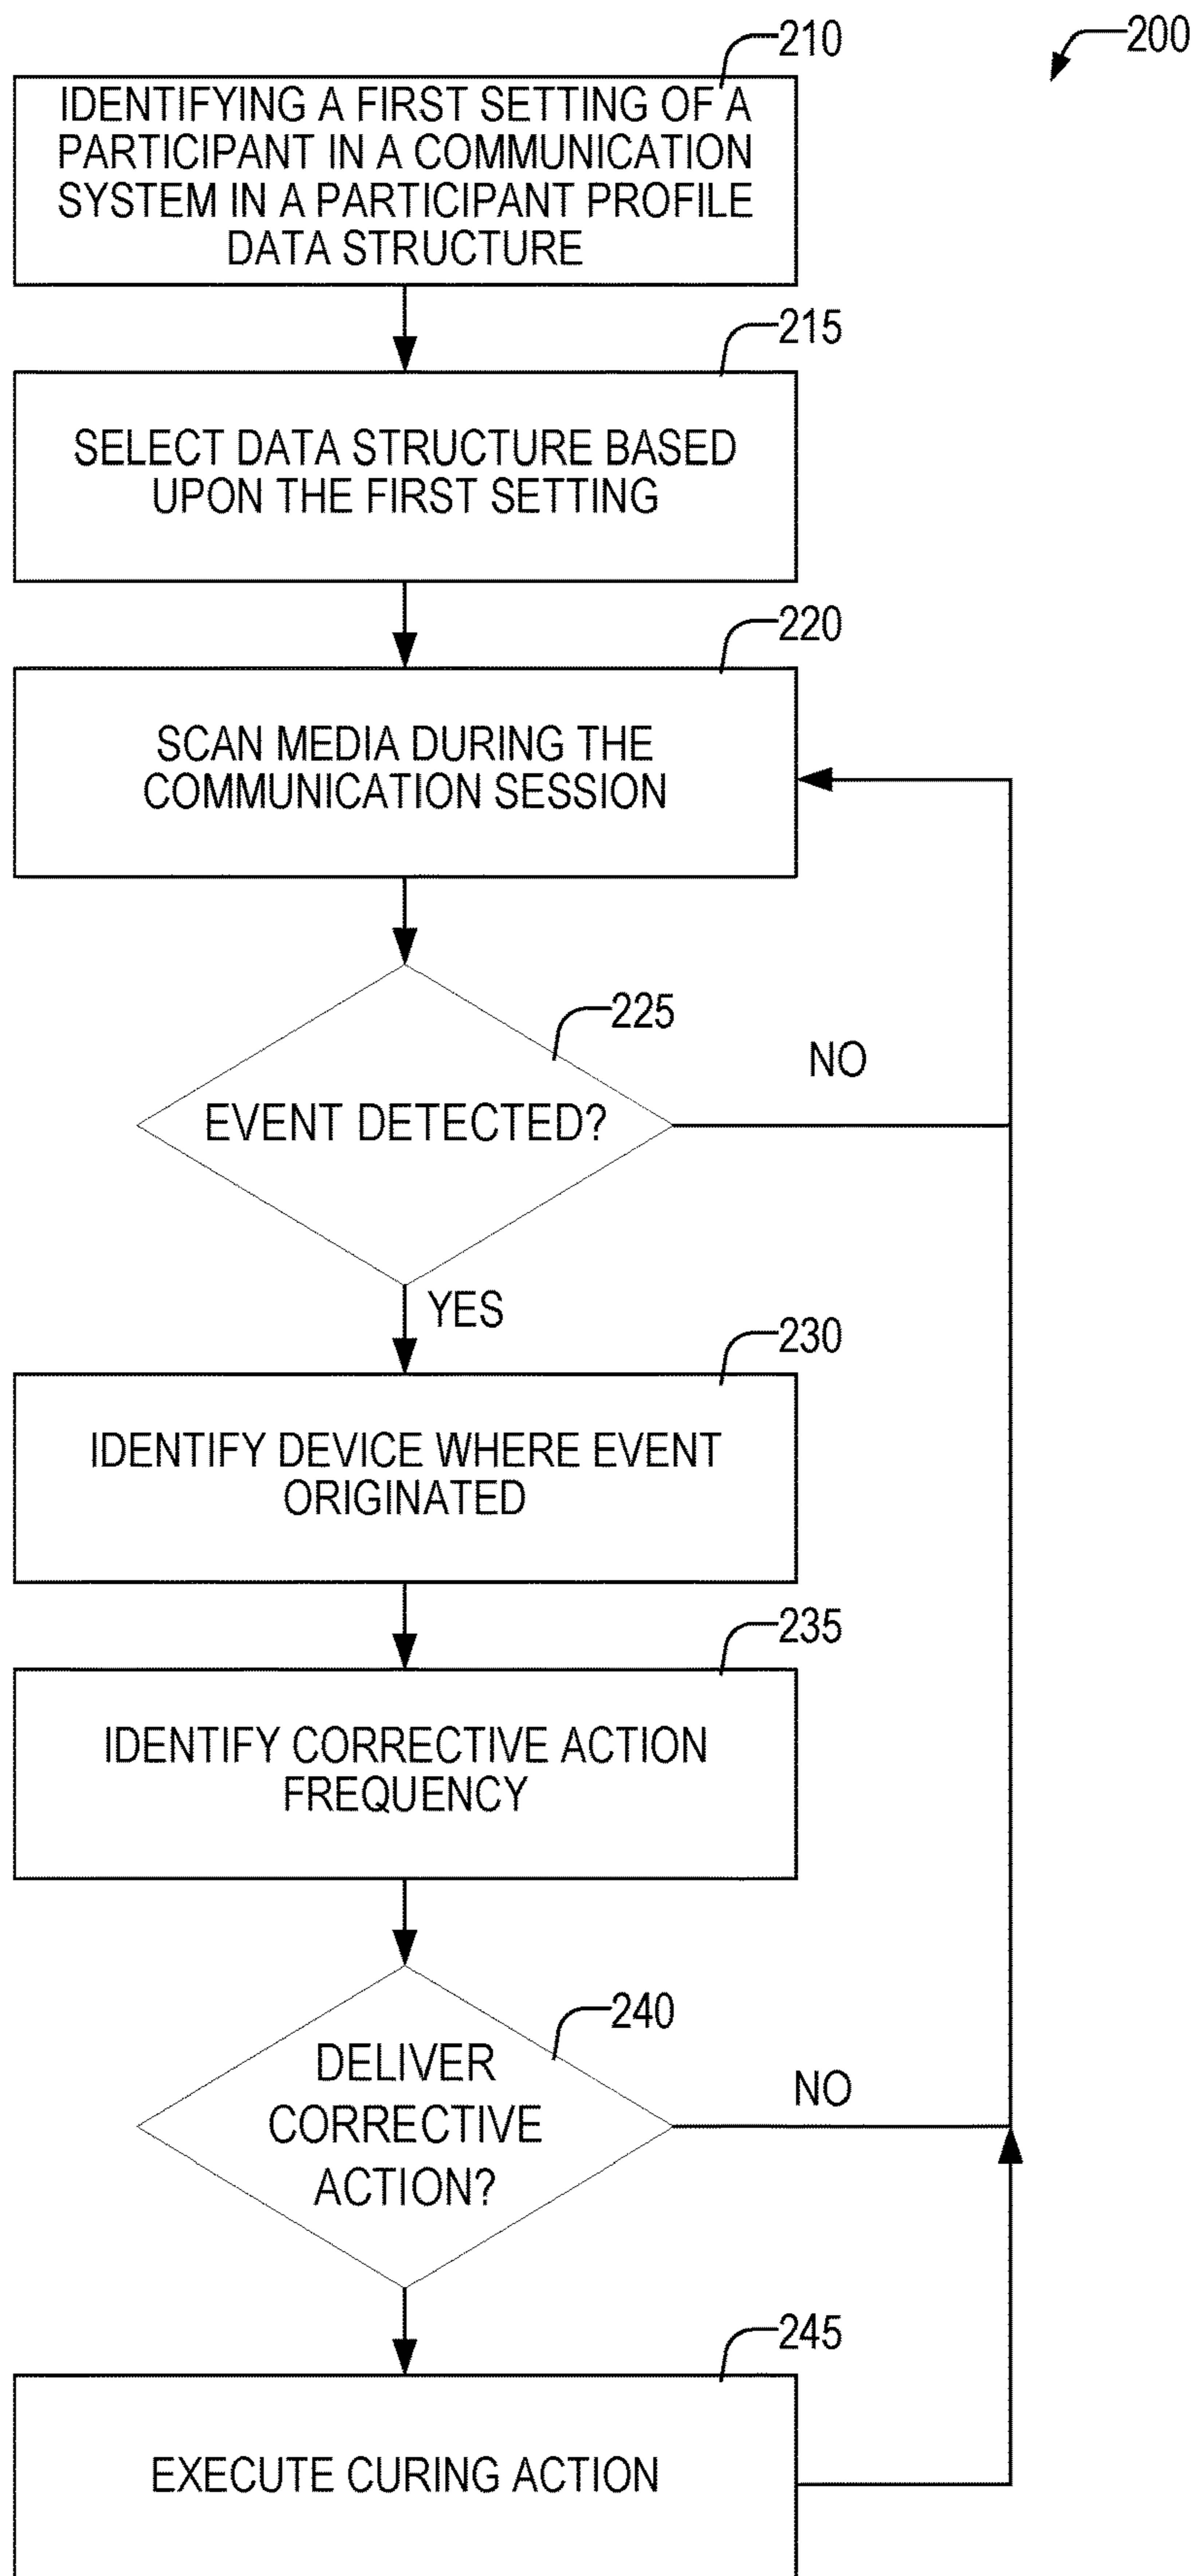 200
210
IDENTIFYING A FIRST SETTING OF A
PARTICIPANT IN A COMMUNICATION
SYSTEM IN A PARTICIPANT PROFILE
DATA STRUCTURE
215
SELECT DATA STRUCTURE BASED
UPON THE FIRST SETTING
220
SCAN MEDIA DURING THE
COMMUNICATION SESSION
225
NO
EVENT DETECTED?
YES
230
IDENTIFY DEVICE WHERE EVENT
ORIGINATED
235
IDENTIFY CORRECTIVE ACTION
FREQUENCY
240
DELIVER
CORRECTIVE
ACTION?
NO
245
EXECUTE CURING ACTION